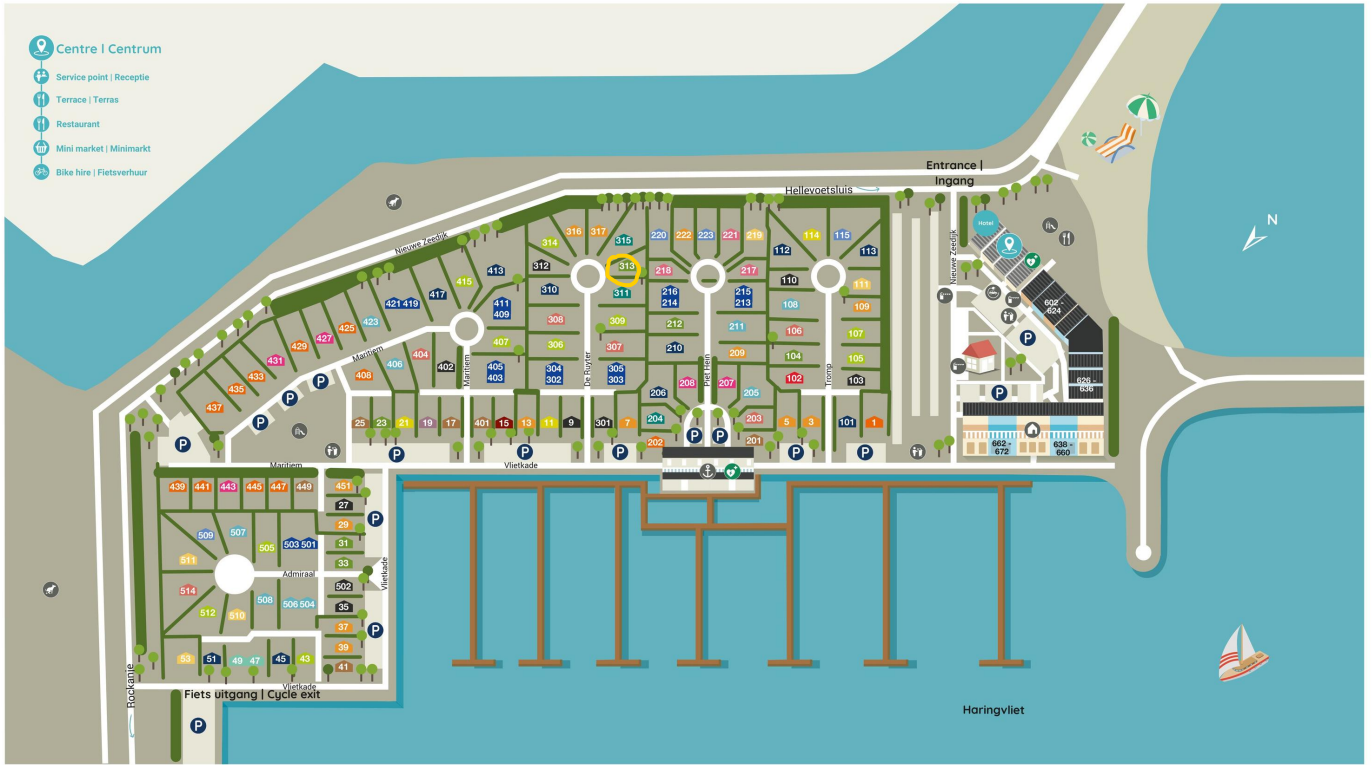 Centre | Centrum
Service point | Receptie
Terrace | Terras
Restaurant
Mini market | Minimarkt
Bike hire | Fietsverhuur
Entrance |
Ingang
Hellevoetsluis
N
Hotel
Nieuwe Zeedijk
Nieuwe Zeedijk
316 317
315
314
312
313
310
311
308
309
306
307
304
302
305
303
220 222 223 221 219
218
217
216
214
215
213
212
211
210
209
206
208
207
205
204
203
202
201
112
114
115
113
110
111
108
109
106
107
104
105
102
103
413
415
417
421 419
411
409
423
425
427
429
431
433
435
437
407
404
406
408
402
405
403
Maritiem
Maritiem
De Ruyter
Piet Hein
Tromp
25 23 21 19 17
401 15 13 11 9
301 7
5 3
101 1
P
P
P
P
P
P
P
P
P
P
P
P
602 -
624
626 -
636
662 -
672
638 -
660
P
P
Maritiem
Vlietkade
439 441 443 445 447 449
451
27
29
31
33
502
35
37
39
41
509
507
505
503 501
511
514
512
510
508
506 504
Admiraal
Vlietkade
53 51 49 47 45 43
Vlietkade
Fiets uitgang | Cycle exit
Rockanje
P
Haringvliet